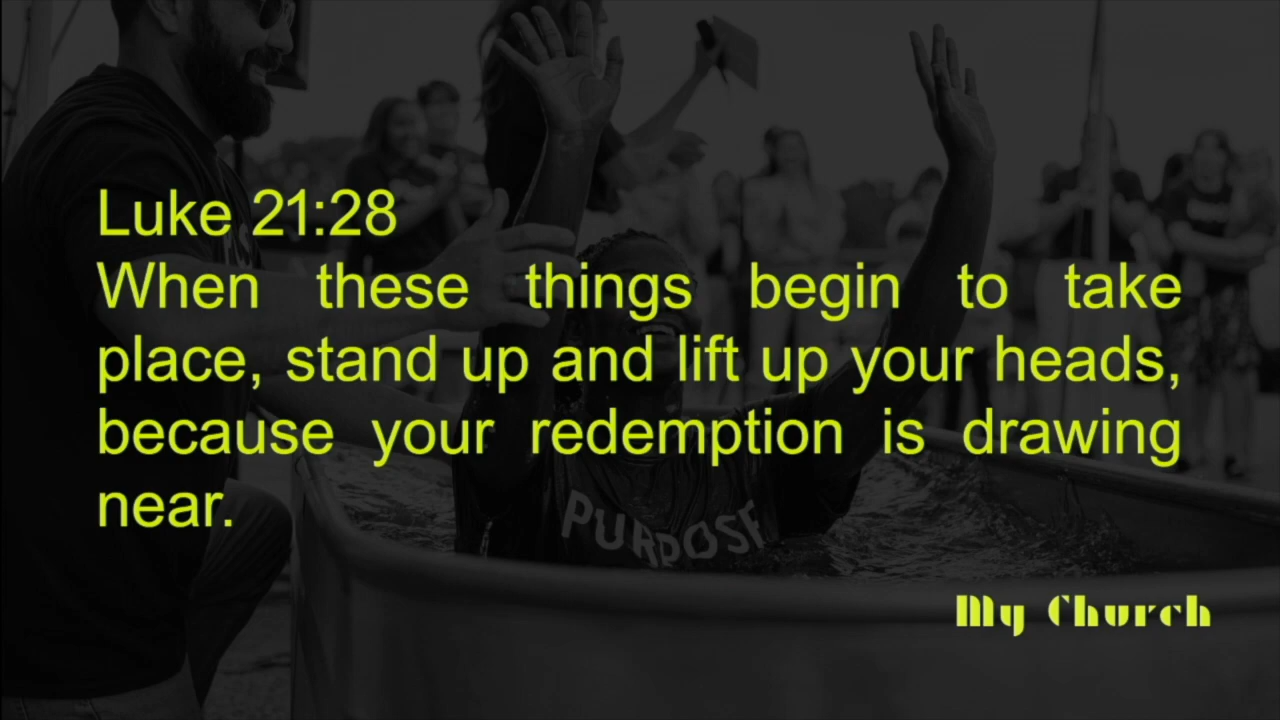 Luke 21:28
When these things begin to take
place, stand up and lift up your heads,
because your redemption is drawing
near.
PURPOSE
My Church